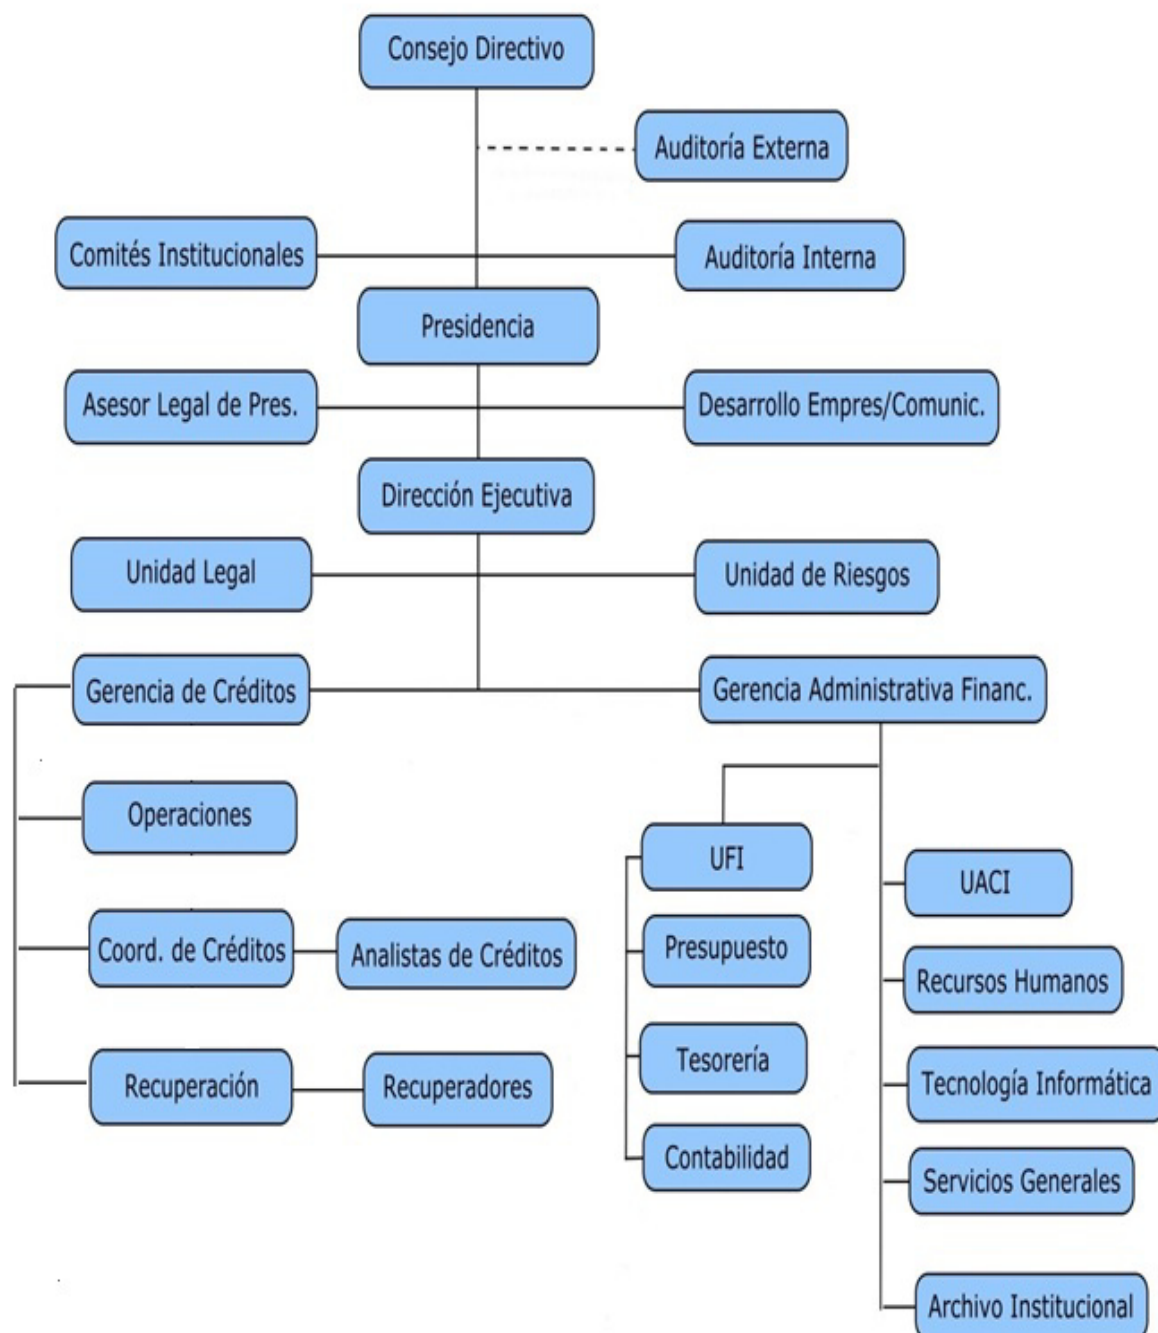 Consejo Directivo
Auditoría Externa
Comités Institucionales
Auditoría Interna
Presidencia
Asesor Legal de Pres.
Desarrollo Empres/Comunic.
Dirección Ejecutiva
Unidad Legal
Unidad de Riesgos
Gerencia de Créditos
Gerencia Administrativa Financ.
Operaciones
UFI
UACI
Coord. de Créditos
Analistas de Créditos
Presupuesto
Recursos Humanos
Recuperación
Recuperadores
Tesorería
Tecnología Informática
Contabilidad
Servicios Generales
Archivo Institucional